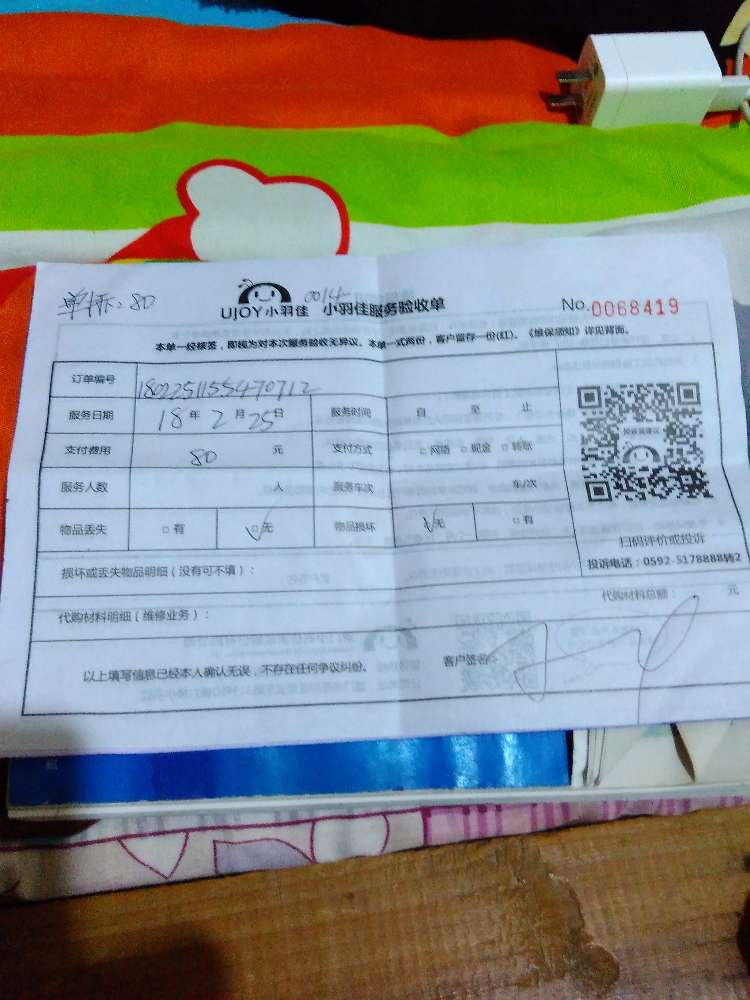 单标:80
0014
UJOY小羽佳 小羽佳服务验收单 No.0068419
本单一经核签,即视为对本次服务验收无异议。本单一式两份,客户留存一份(红)。《维保须知》详见背面。
订单编号 1802251155470712
服务日期 18年2月25日 服务时间 自 至 止
支付费用 80 元 支付方式 □网络 □现金 □转账
服务人数 □人 服务车次 车/次
物品丢失 □有 ☑无 物品损坏 ☑无 □有
扫码评价或投诉
投诉电话:0592-5178888转2
损坏或丢失物品明细(没有可不填):
代购材料明细(维修业务): 代购材料总额: 元
以上填写信息已经本人确认无误,不存在任何争议纠纷。 客户签名: